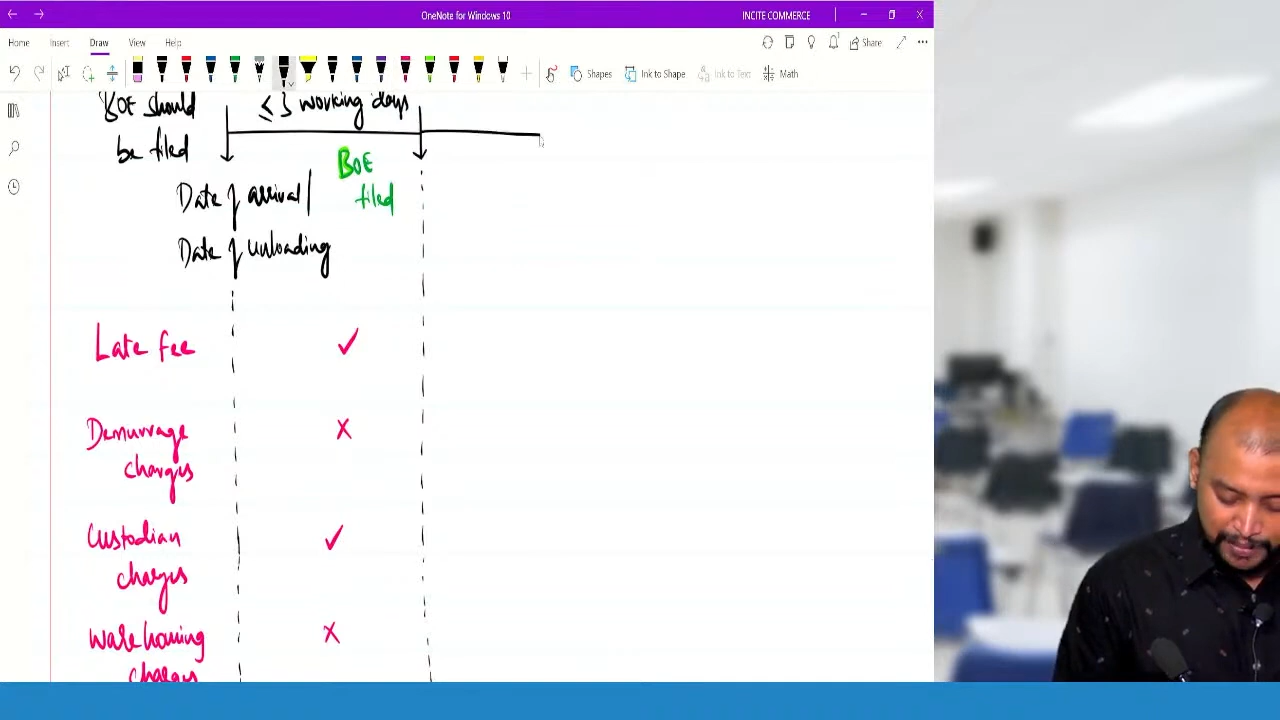 OneNote for Windows 10
INCITE COMMERCE
Home Insert Draw View Help
Share
Shapes Ink to Shape Ink to Text Math
BOE should
be filed
≤ 3 working days
BOE
filed
Date of arrival/
Date of unloading
Late fee ✓
Demurrage
charges X
Custodian
charges ✓
Warehousing
charges X